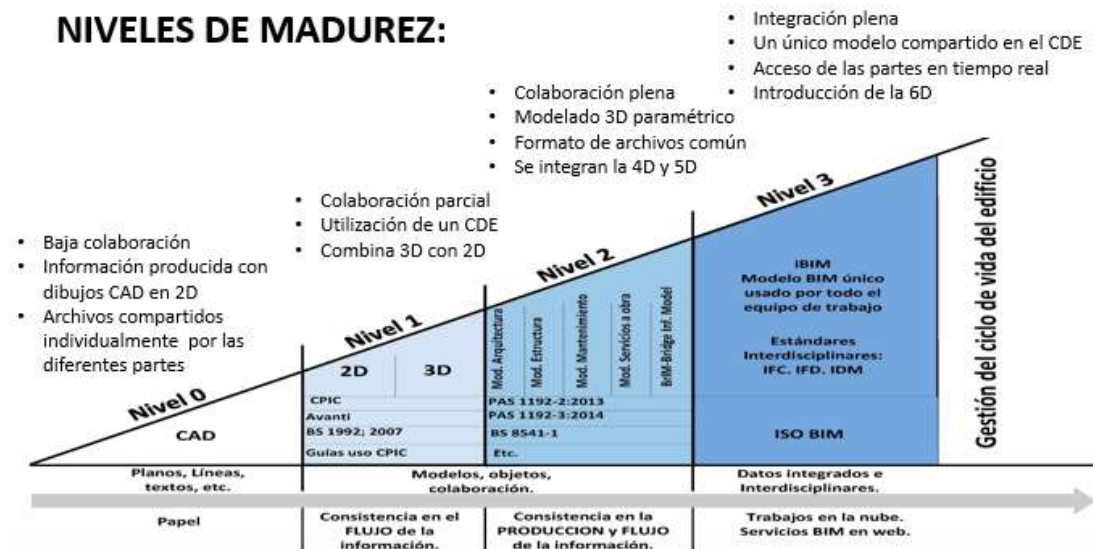 NIVELES DE MADUREZ:
• Integración plena
• Un único modelo compartido en el CDE
• Acceso de las partes en tiempo real
• Introducción de la 6D
• Colaboración plena
• Modelado 3D paramétrico
• Formato de archivos común
• Se integran la 4D y 5D
• Colaboración parcial
• Utilización de un CDE
• Combina 3D con 2D
• Baja colaboración
• Información producida con
dibujos CAD en 2D
• Archivos compartidos
individualmente por las
diferentes partes
Nivel 0
Nivel 1
Nivel 2
Nivel 3
CAD
2D
3D
CPIC
Avanti
BS 1992; 2007
Guías uso CPIC
Mod. Arquitectura
Mod. Estructura
Mod. Mantenimiento
Mod. Servicios a obra
BrIM-Bridge Inf. Model
PAS 1192-2:2013
PAS 1192-3:2014
BS 8541-1
Etc.
iBIM
Modelo BIM único
usado por todo el
equipo de trabajo
Estándares
Interdisciplinares:
IFC. IFD. IDM
ISO BIM
Gestión del ciclo de vida del edificio
Planos, Líneas,
textos, etc.
Modelos, objetos,
colaboración.
Datos integrados e
Interdisciplinares.
Papel
Consistencia en el
FLUJO de la
información.
Consistencia en la
PRODUCCION y FLUJO
de la información.
Trabajos en la nube.
Servicios BIM en web.